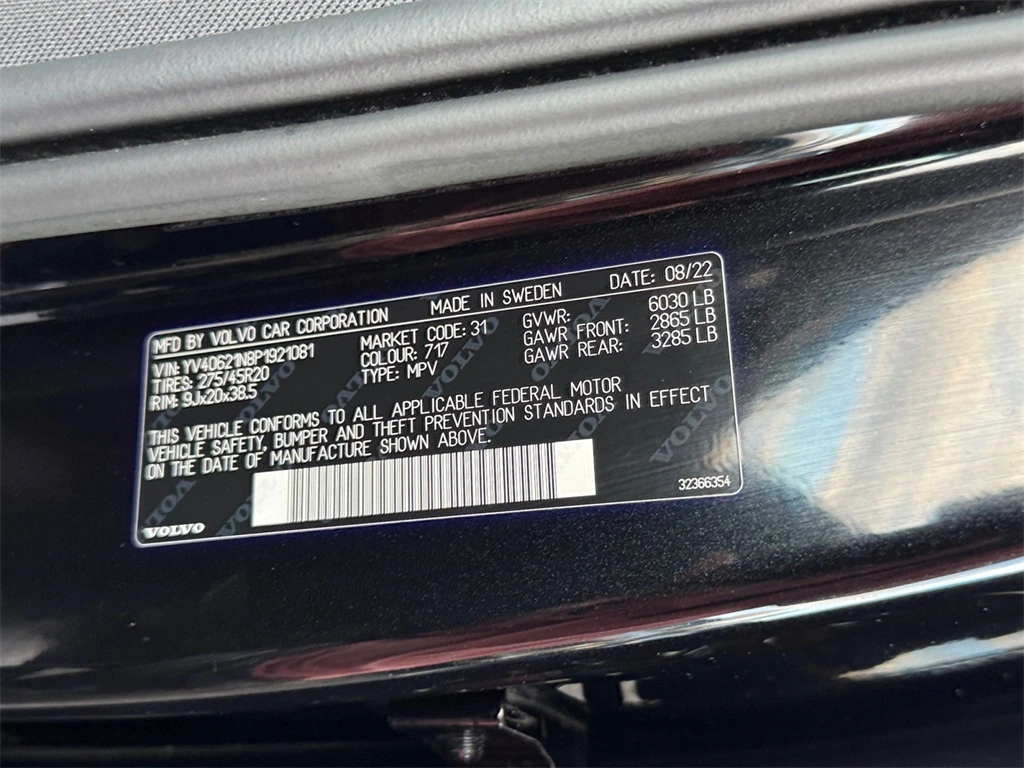 MFD BY VOLVO CAR CORPORATION MADE IN SWEDEN DATE: 08/22
VIN: YV40621N8P1921081 MARKET CODE: 31 GVWR: 6030 LB
TIRES: 275/45R20 COLOUR: 717 GAWR FRONT: 2865 LB
RIM: 9Jx20x38.5 TYPE: MPV GAWR REAR: 3285 LB
THIS VEHICLE CONFORMS TO ALL APPLICABLE FEDERAL MOTOR
VEHICLE SAFETY, BUMPER AND THEFT PREVENTION STANDARDS IN EFFECT
ON THE DATE OF MANUFACTURE SHOWN ABOVE.
VOLVO 32366354